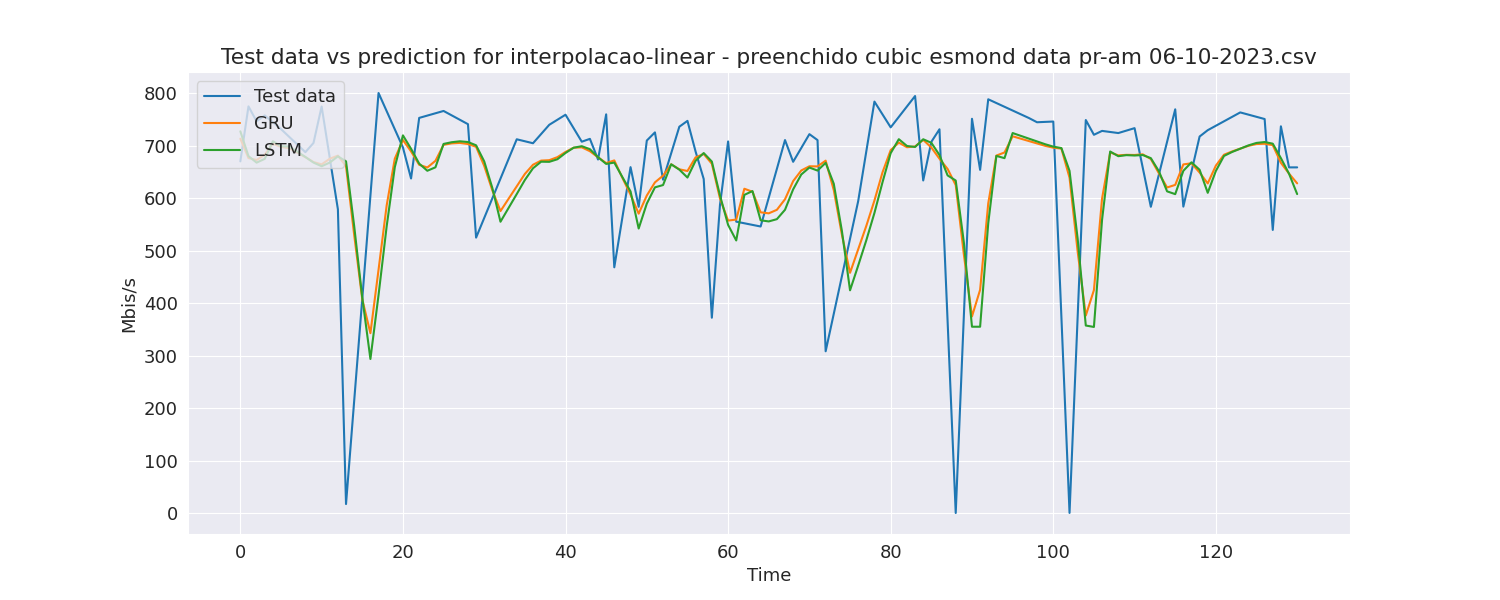 Test data vs prediction for interpolacao-linear - preenchido cubic esmond data pr-am 06-10-2023.csv
Test data
GRU
LSTM
800
700
600
500
400
300
200
100
0
Mbis/s
0 20 40 60 80 100 120
Time